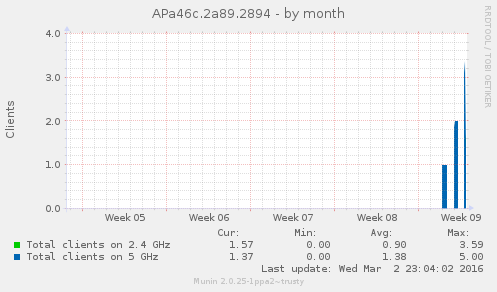 APa46c.2a89.2894 - by month
RRDTOOL / TOBI OETIKER
Clients
4.0
3.0
2.0
1.0
0.0
Week 05 Week 06 Week 07 Week 08 Week 09
Cur: Min: Avg: Max:
Total clients on 2.4 GHz 1.57 0.00 0.90 3.59
Total clients on 5 GHz 1.37 0.00 1.38 5.00
Last update: Wed Mar 2 23:04:02 2016
Munin 2.0.25-1ppa2~trusty